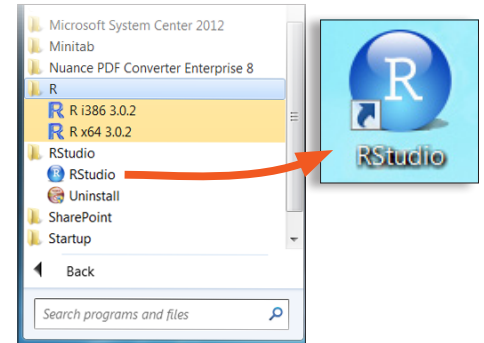 Microsoft System Center 2012
Minitab
Nuance PDF Converter Enterprise 8
R
R R i386 3.0.2
R R x64 3.0.2
RStudio
R RStudio
Uninstall
SharePoint
Startup
Back
Search programs and files
R
RStudio